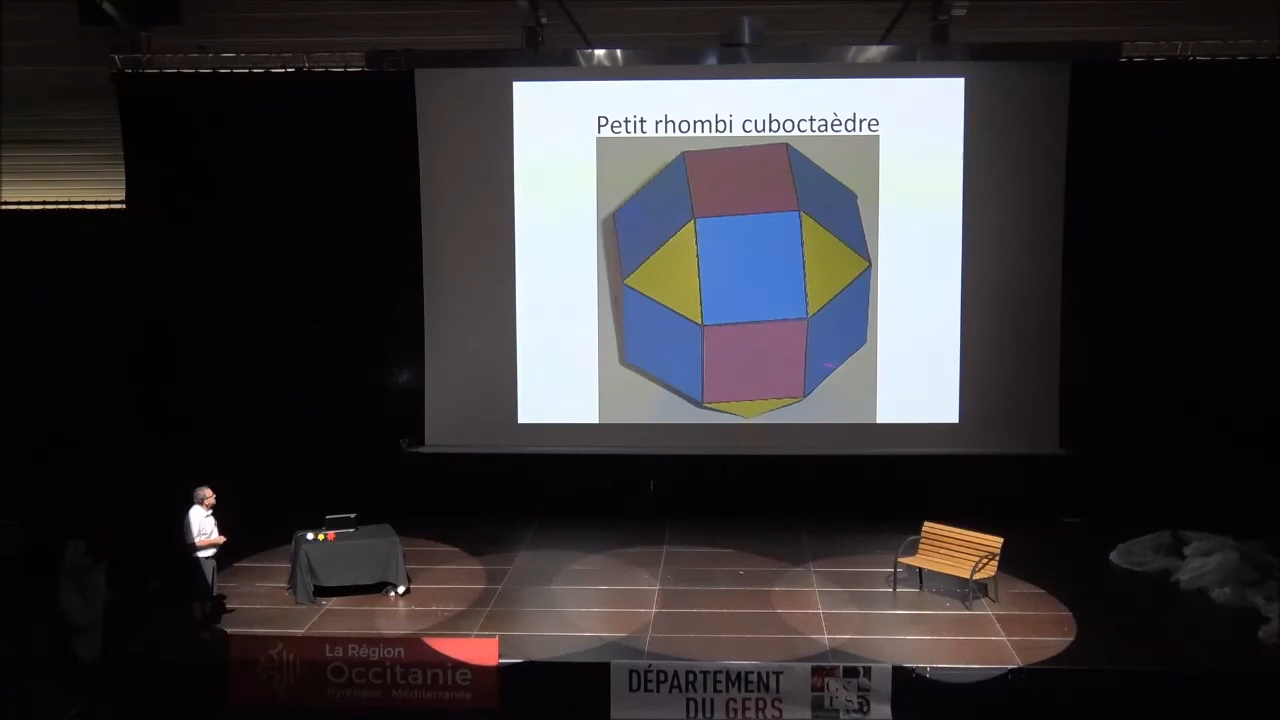 Petit rhombi cuboctaèdre
La Région
Occitanie
Pyrénées Méditerranée
DÉPARTEMENT
DU GERS